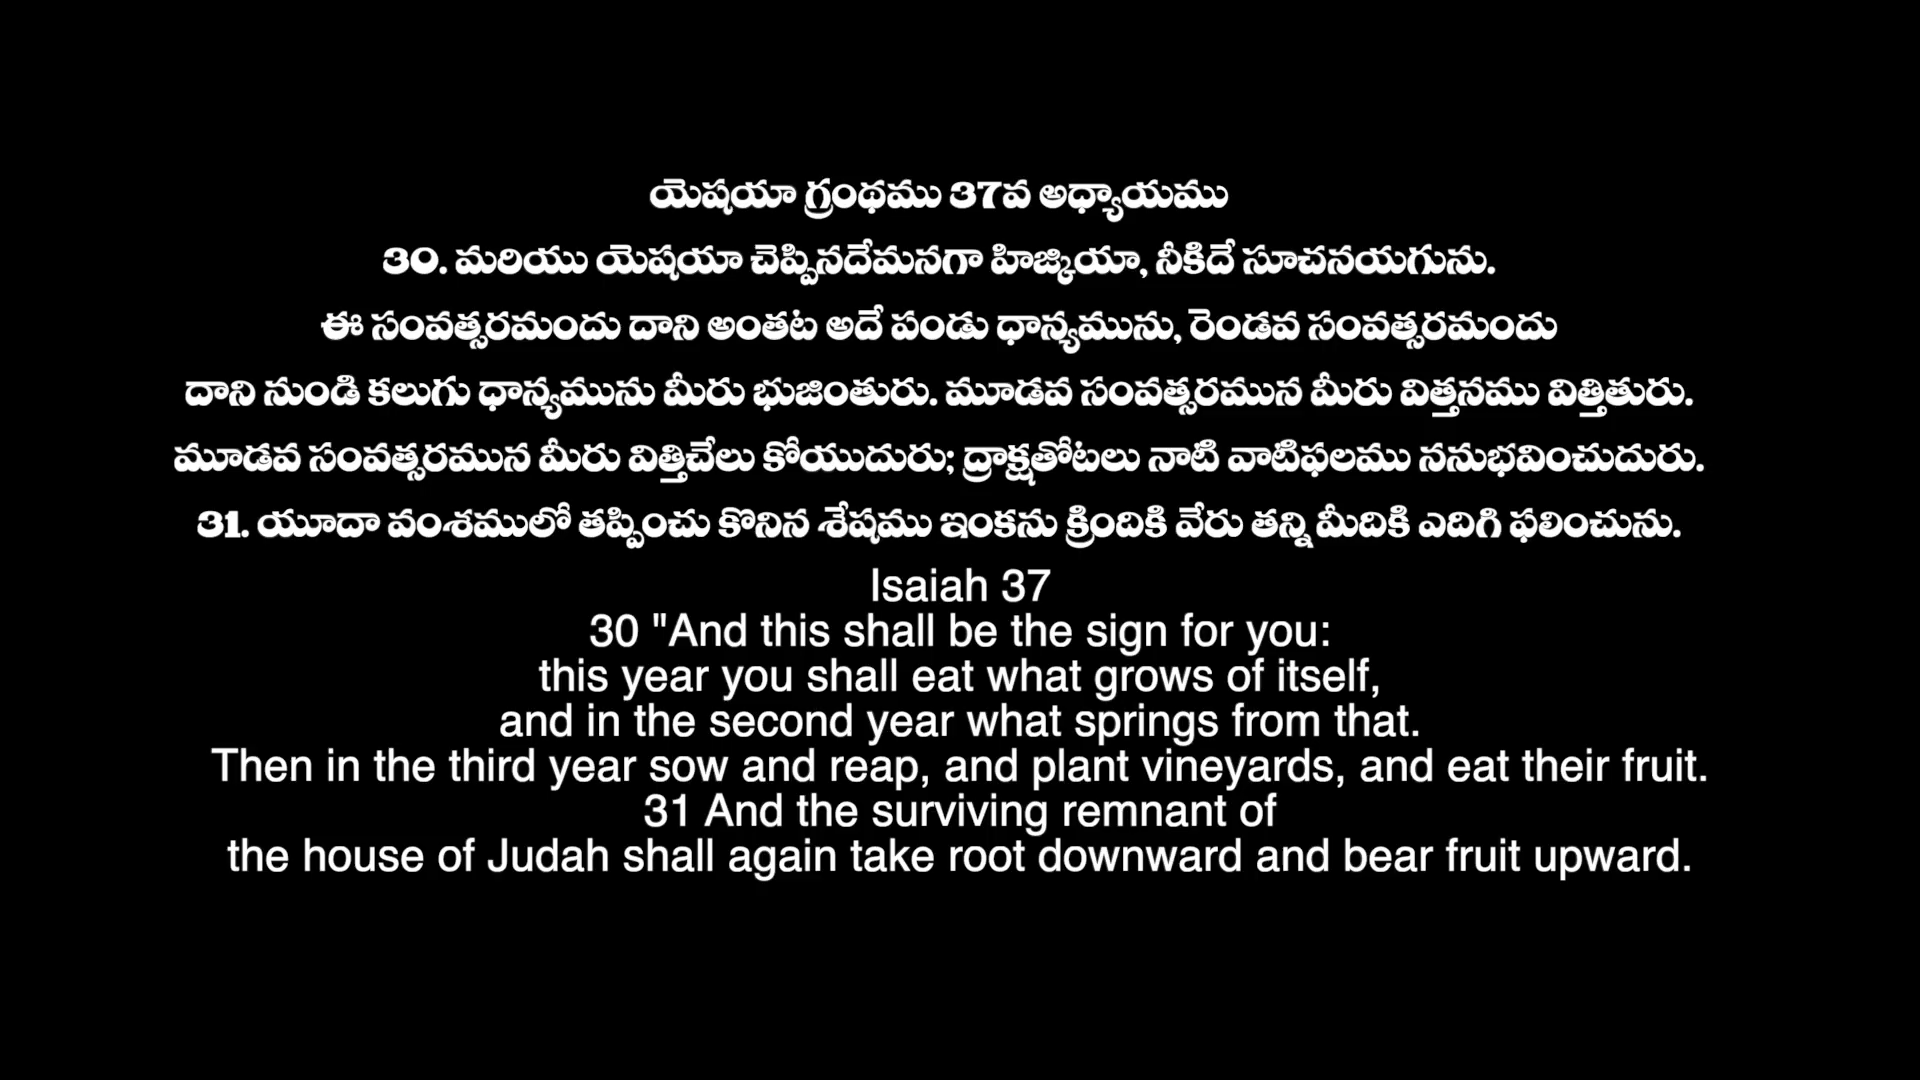 యెషయా గ్రంథము 37వ అధ్యాయము
30. మరియు యెషయా చెప్పినదేమనగా హిజ్కియా, నీకిదే సూచనయగును.
ఈ సంవత్సరమందు దాని అంతట అదే పండు ధాన్యమును, రెండవ సంవత్సరమందు
దాని నుండి కలుగు ధాన్యమును మీరు భుజింతురు. మూడవ సంవత్సరమున మీరు విత్తనము విత్తితురు.
మూడవ సంవత్సరమున మీరు విత్తిచేలు కోయుదురు; ద్రాక్షతోటలు నాటి వాటిఫలము ననుభవించుదురు.
31. యూదా వంశములో తప్పించు కొనిన శేషము ఇంకను క్రిందికి వేరు తన్ని మీదికి ఎదిగి ఫలించును.
Isaiah 37
30 "And this shall be the sign for you:
this year you shall eat what grows of itself,
and in the second year what springs from that.
Then in the third year sow and reap, and plant vineyards, and eat their fruit.
31 And the surviving remnant of
the house of Judah shall again take root downward and bear fruit upward.